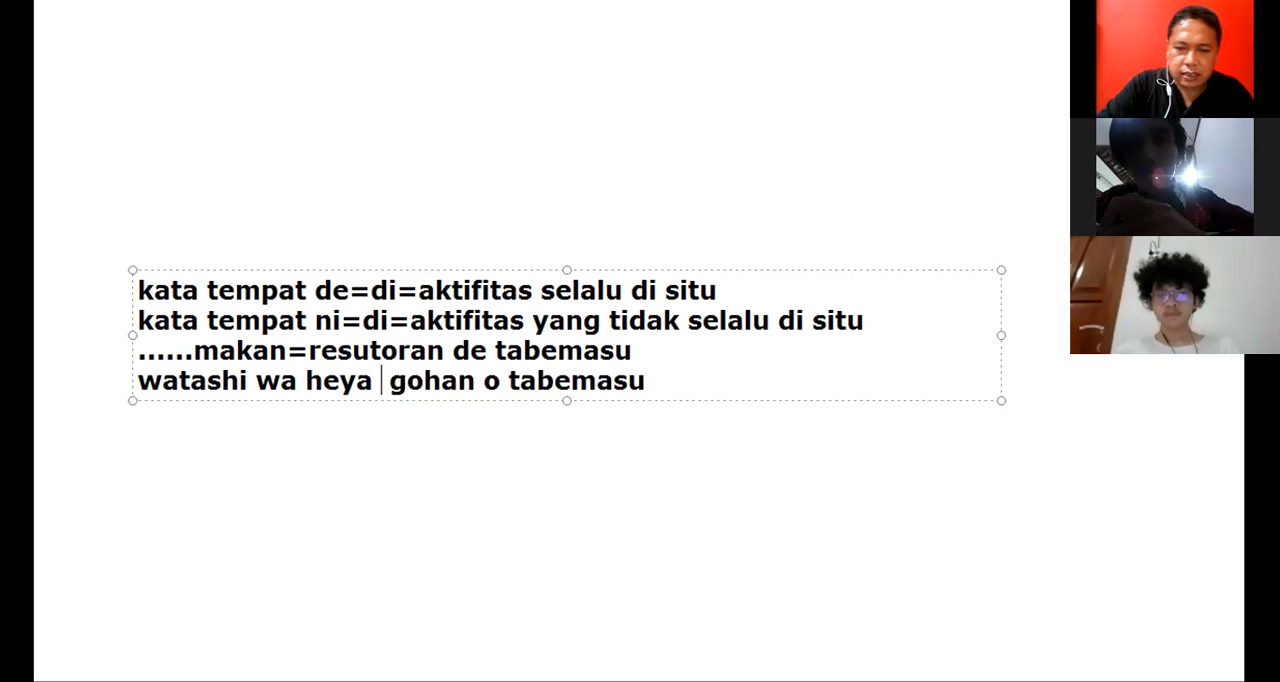 kata tempat de=di=aktifitas selalu di situ
kata tempat ni=di=aktifitas yang tidak selalu di situ
......makan=resutoran de tabemasu
watashi wa heya gohan o tabemasu